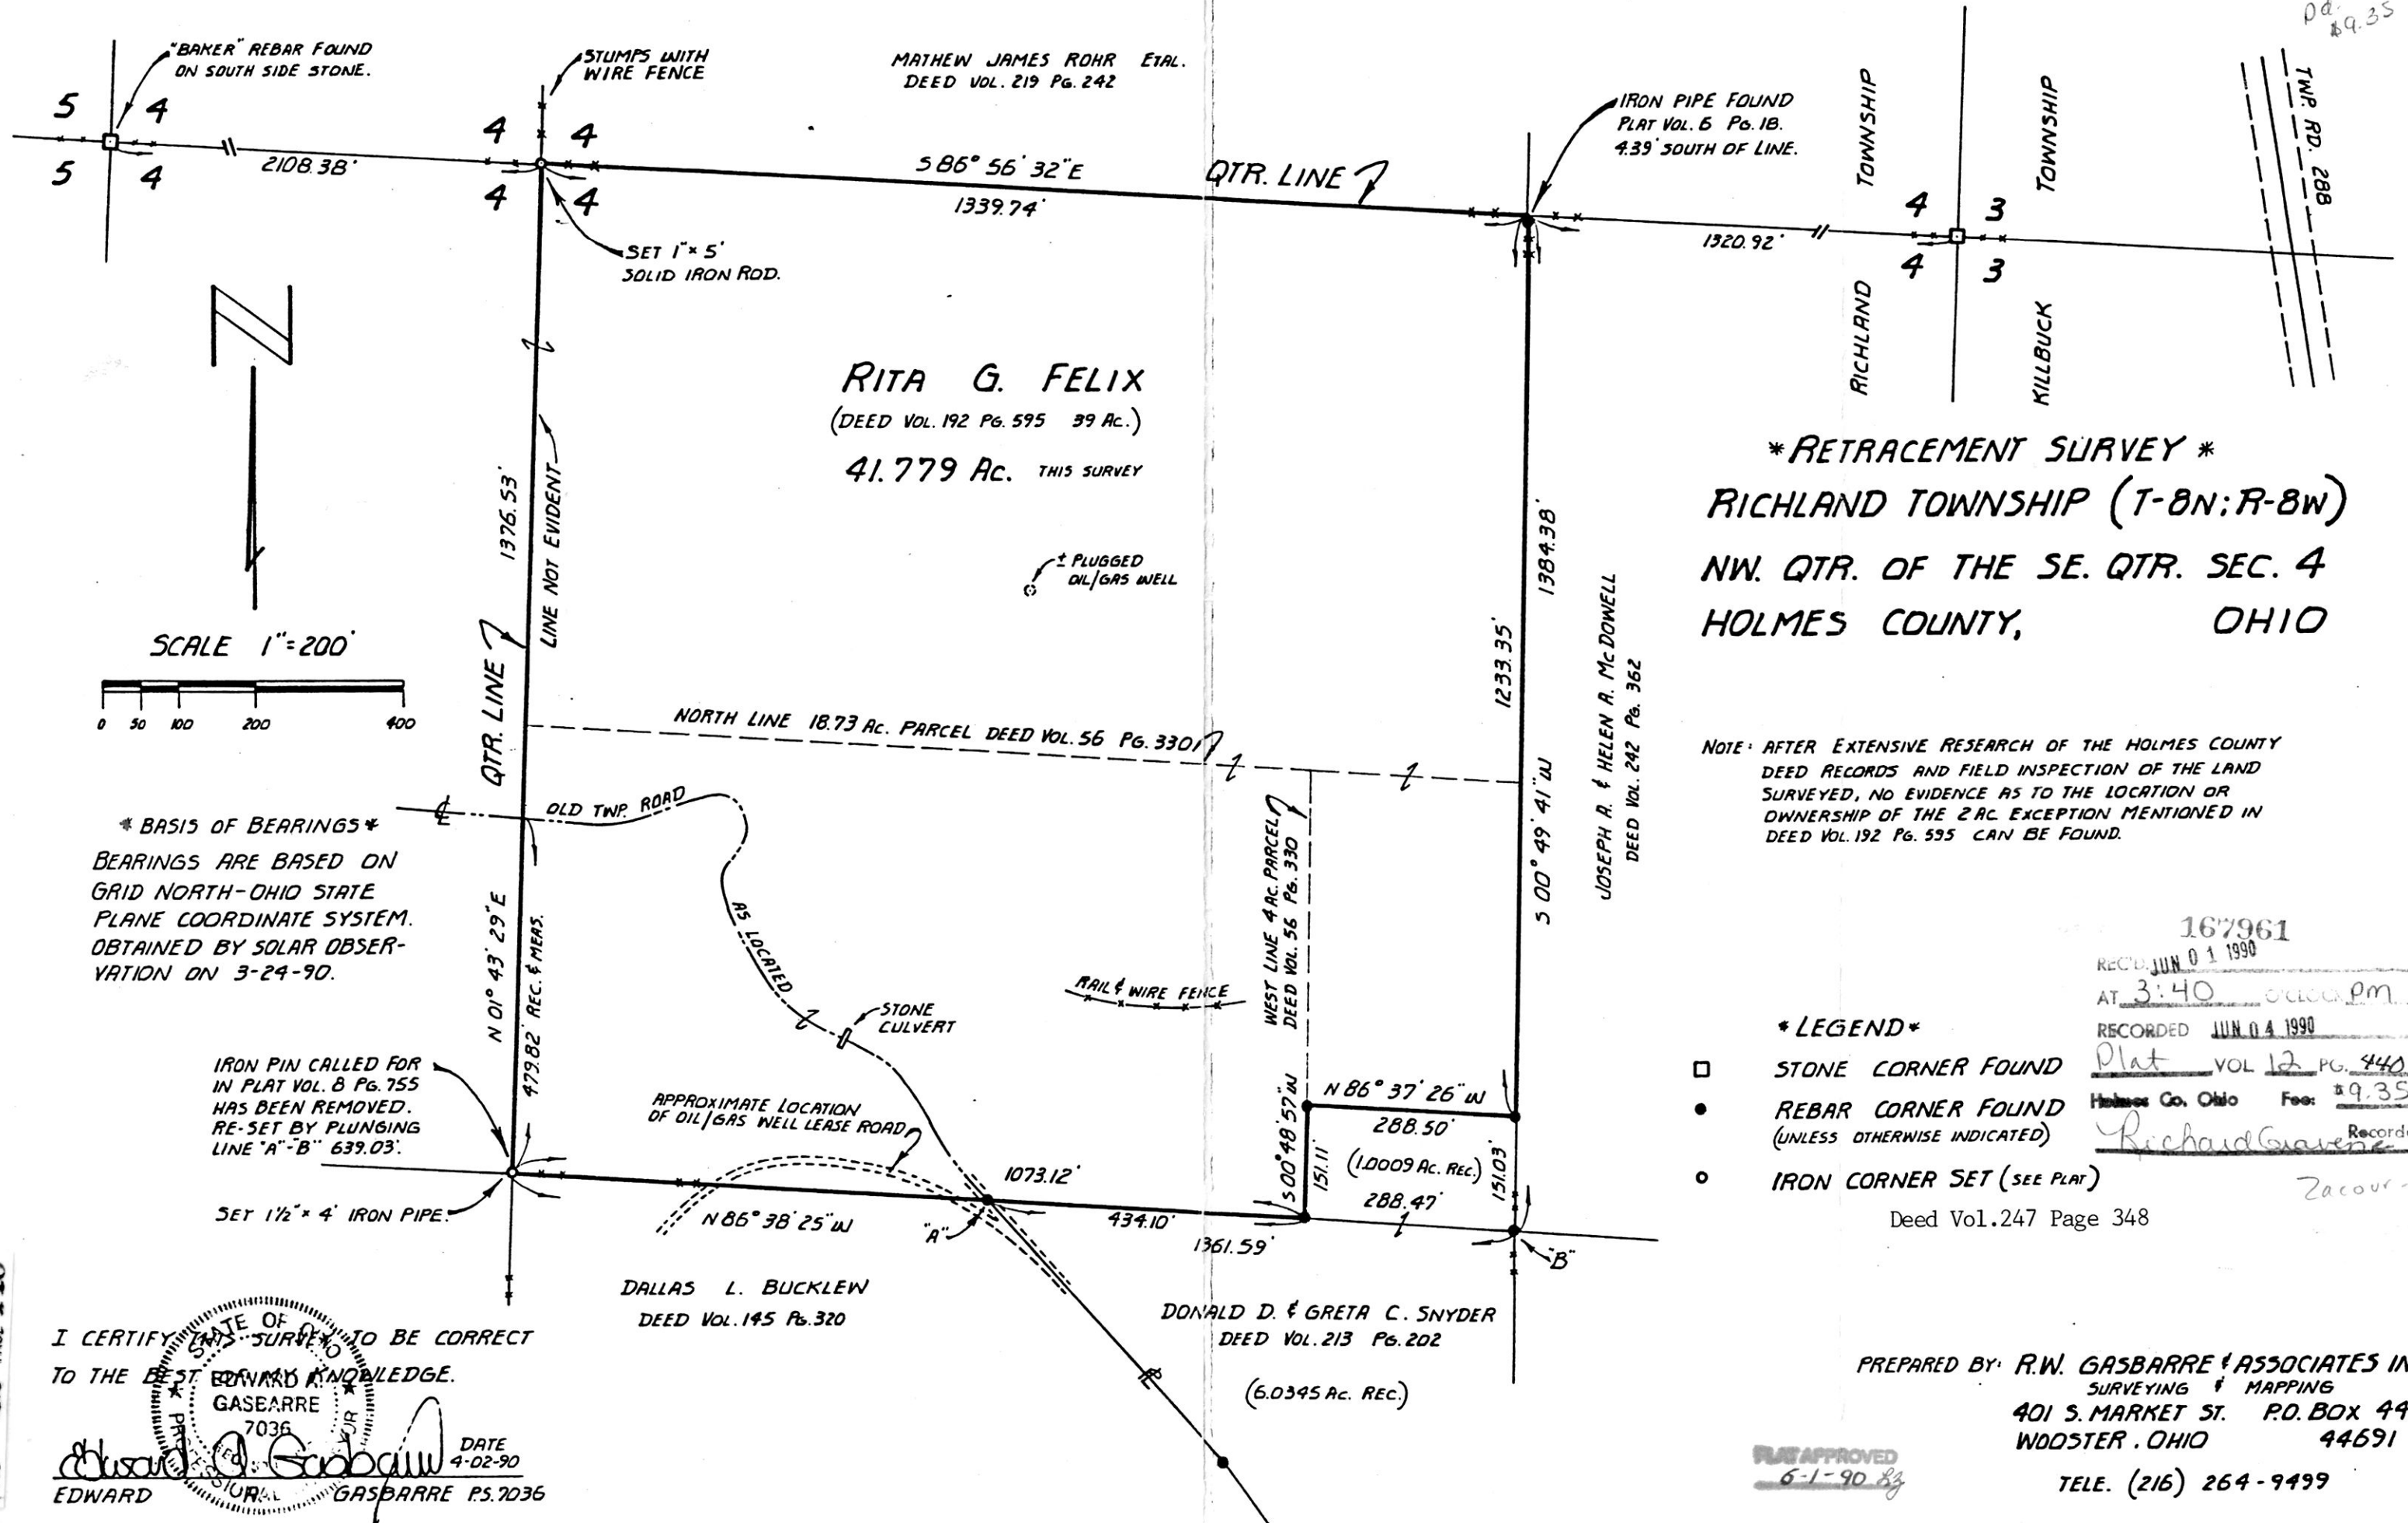 pd.
$9.35
"BAKER" REBAR FOUND
ON SOUTH SIDE STONE.
5 4
5 4
2108.38'
STUMPS WITH
WIRE FENCE
4 4
4 4
MATHEW JAMES ROHR ETAL.
DEED VOL. 219 PG. 242
S 86° 56' 32" E
1339.74'
QTR. LINE
IRON PIPE FOUND
PLAT VOL. 6 PG. 18.
4.39' SOUTH OF LINE.
1320.92'
TOWNSHIP
TOWNSHIP
4 3
4 3
RICHLAND
KILLBUCK
TWP. RD. 288
SET 1" x 5'
SOLID IRON ROD.
N
SCALE 1"=200'
0 50 100 200 400
RITA G. FELIX
(DEED VOL. 192 PG. 595 39 AC.)
41.779 AC. THIS SURVEY
± PLUGGED
OIL/GAS WELL
1376.53'
LINE NOT EVIDENT
QTR. LINE
1384.38'
1233.35'
S 00° 49' 41" W
JOSEPH A. & HELEN A. McDOWELL
DEED VOL. 242 PG. 362
*RETRACEMENT SURVEY*
RICHLAND TOWNSHIP (T-8N; R-8W)
NW. QTR. OF THE SE. QTR. SEC. 4
HOLMES COUNTY, OHIO
NOTE: AFTER EXTENSIVE RESEARCH OF THE HOLMES COUNTY
DEED RECORDS AND FIELD INSPECTION OF THE LAND
SURVEYED, NO EVIDENCE AS TO THE LOCATION OR
OWNERSHIP OF THE 2 AC. EXCEPTION MENTIONED IN
DEED VOL. 192 PG. 595 CAN BE FOUND.
NORTH LINE 18.73 AC. PARCEL DEED VOL. 56 PG. 330
OLD TWP. ROAD
AS LOCATED
STONE
CULVERT
RAIL & WIRE FENCE
WEST LINE 4 AC. PARCEL
DEED VOL. 56 PG. 330
*BASIS OF BEARINGS*
BEARINGS ARE BASED ON
GRID NORTH-OHIO STATE
PLANE COORDINATE SYSTEM.
OBTAINED BY SOLAR OBSER-
VATION ON 3-24-90.
N 01° 43' 29" E
479.82' REC. & MEAS.
IRON PIN CALLED FOR
IN PLAT VOL. 8 PG. 755
HAS BEEN REMOVED.
RE-SET BY PLUNGING
LINE "A"-"B" 639.03'.
SET 1½" x 4' IRON PIPE.
APPROXIMATE LOCATION
OF OIL/GAS WELL LEASE ROAD
1073.12'
N 86° 38' 25" W
"A"
434.10'
1361.59'
S 00° 48' 57" W
151.11'
N 86° 37' 26" W
288.50'
(1.0009 AC. REC.)
288.47'
151.03'
"B"
DALLAS L. BUCKLEW
DEED VOL. 145 PG. 320
DONALD D. & GRETA C. SNYDER
DEED VOL. 213 PG. 202
(6.0345 AC. REC.)
*LEGEND*
STONE CORNER FOUND
REBAR CORNER FOUND
(UNLESS OTHERWISE INDICATED)
IRON CORNER SET (SEE PLAT)
Deed Vol.247 Page 348
167961
REC'D. JUN 01 1990
AT 3:40 PM
RECORDED JUN 04 1990
Plat VOL 12 PG. 440
Holmes Co. Ohio Fee: $9.35
Richard Graves
Zacour
I CERTIFY THIS SURVEY TO BE CORRECT
TO THE BEST OF MY KNOWLEDGE.
STATE OF OHIO
EDWARD A.
GASBARRE
7036
PROFESSIONAL
Edward A. Gasbarre
DATE
4-02-90
EDWARD A. GASBARRE P.S. 7036
PLAT APPROVED
6-1-90
PREPARED BY: R.W. GASBARRE & ASSOCIATES IN
SURVEYING & MAPPING
401 S. MARKET ST. P.O. BOX 44
WOOSTER, OHIO 44691
TELE. (216) 264-9499